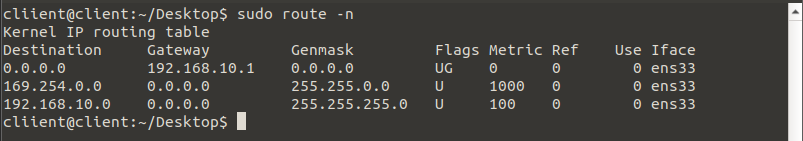 cliient@client:~/Desktop$ sudo route -n
Kernel IP routing table
Destination     Gateway         Genmask         Flags Metric Ref    Use Iface
0.0.0.0         192.168.10.1    0.0.0.0         UG    0      0        0 ens33
169.254.0.0     0.0.0.0         255.255.0.0     U     1000   0        0 ens33
192.168.10.0    0.0.0.0         255.255.255.0   U     100    0        0 ens33
cliient@client:~/Desktop$